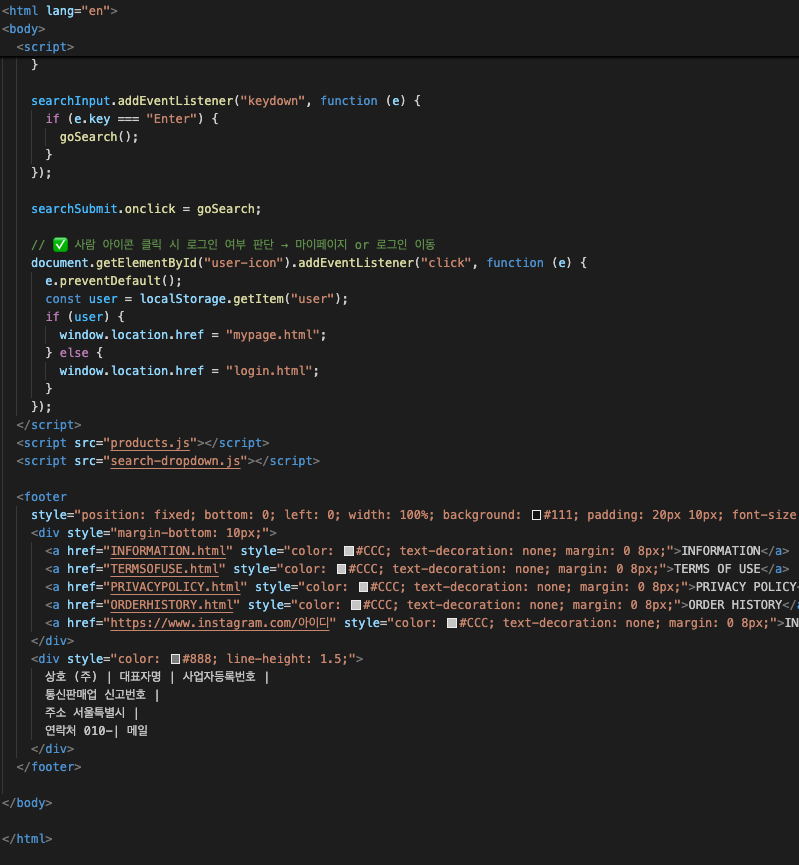 <html lang="en">
<body>
<script>
}
searchInput.addEventListener("keydown", function (e) {
if (e.key === "Enter") {
goSearch();
}
});
searchSubmit.onclick = goSearch;
// ✅ 사람 아이콘 클릭 시 로그인 여부 판단 → 마이페이지 or 로그인 이동
document.getElementById("user-icon").addEventListener("click", function (e) {
e.preventDefault();
const user = localStorage.getItem("user");
if (user) {
window.location.href = "mypage.html";
} else {
window.location.href = "login.html";
}
});
</script>
<script src="products.js"></script>
<script src="search-dropdown.js"></script>
<footer
style="position: fixed; bottom: 0; left: 0; width: 100%; background: #111; padding: 20px 10px; font-size
<div style="margin-bottom: 10px;">
<a href="INFORMATION.html" style="color: #CCC; text-decoration: none; margin: 0 8px;">INFORMATION</a>
<a href="TERMSOFUSE.html" style="color: #CCC; text-decoration: none; margin: 0 8px;">TERMS OF USE</a>
<a href="PRIVACYPOLICY.html" style="color: #CCC; text-decoration: none; margin: 0 8px;">PRIVACY POLICY<
<a href="ORDERHISTORY.html" style="color: #CCC; text-decoration: none; margin: 0 8px;">ORDER HISTORY</a
<a href="https://www.instagram.com/아이디" style="color: #CCC; text-decoration: none; margin: 0 8px;">IN
</div>
<div style="color: #888; line-height: 1.5;">
상호 (주) | 대표자명 | 사업자등록번호 |
통신판매업 신고번호 |
주소 서울특별시 |
연락처 010-| 메일
</div>
</footer>
</body>
</html>